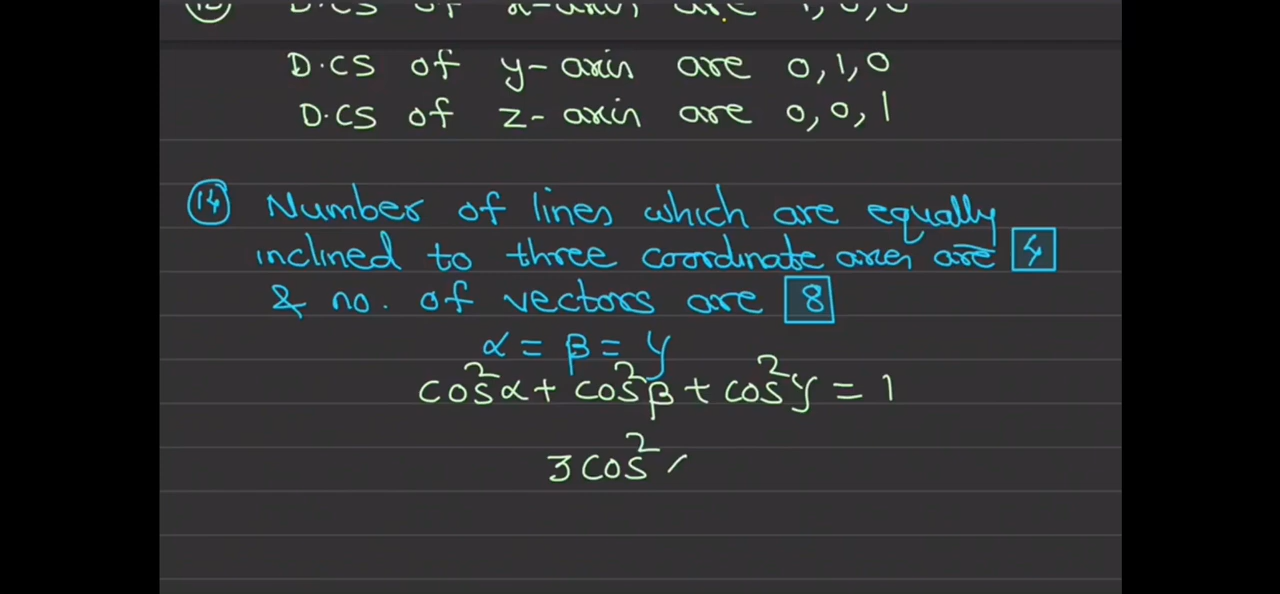 D.CS of y-axis are 0,1,0
D.CS of z-axis are 0,0,1
(14) Number of lines which are equally
inclined to three coordinate axes are 4
& no. of vectors are 8
α = β = γ
cos²α + cos²β + cos²γ = 1
3cos²